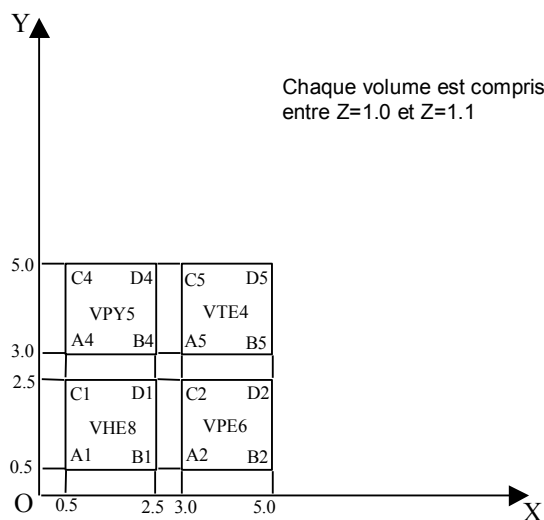 Y
Chaque volume est compris
entre Z=1.0 et Z=1.1
5.0
C4 D4 C5 D5
VPY5 VTE4
A4 B4 A5 B5
3.0
2.5
C1 D1 C2 D2
VHE8 VPE6
A1 B1 A2 B2
0.5
O 0.5 2.5 3.0 5.0 X